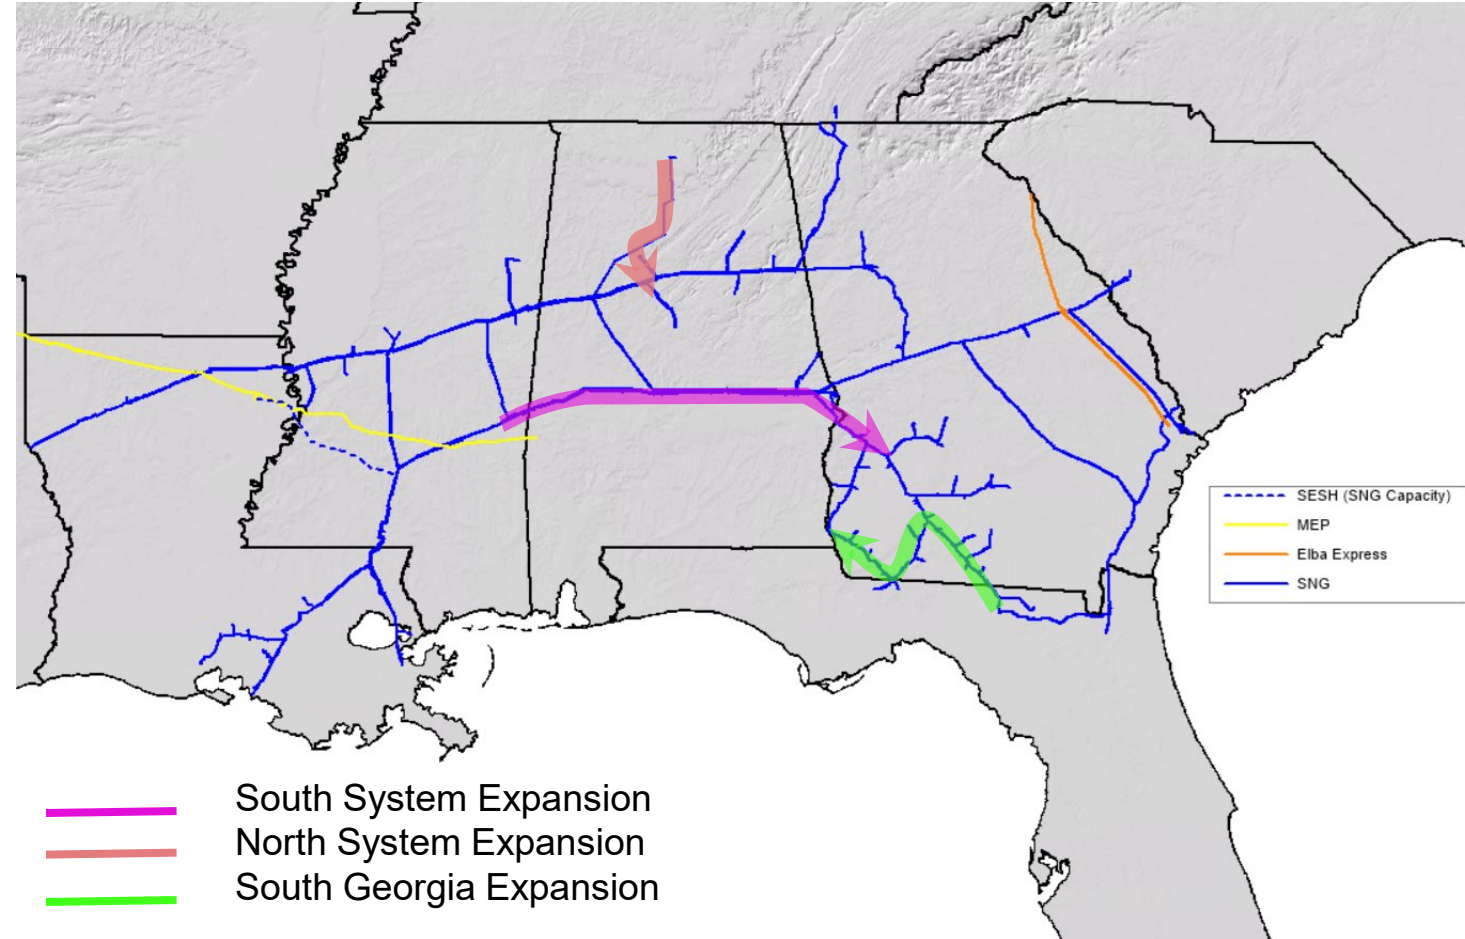 SESH (SNG Capacity)
MEP
Elba Express
SNG
South System Expansion
North System Expansion
South Georgia Expansion